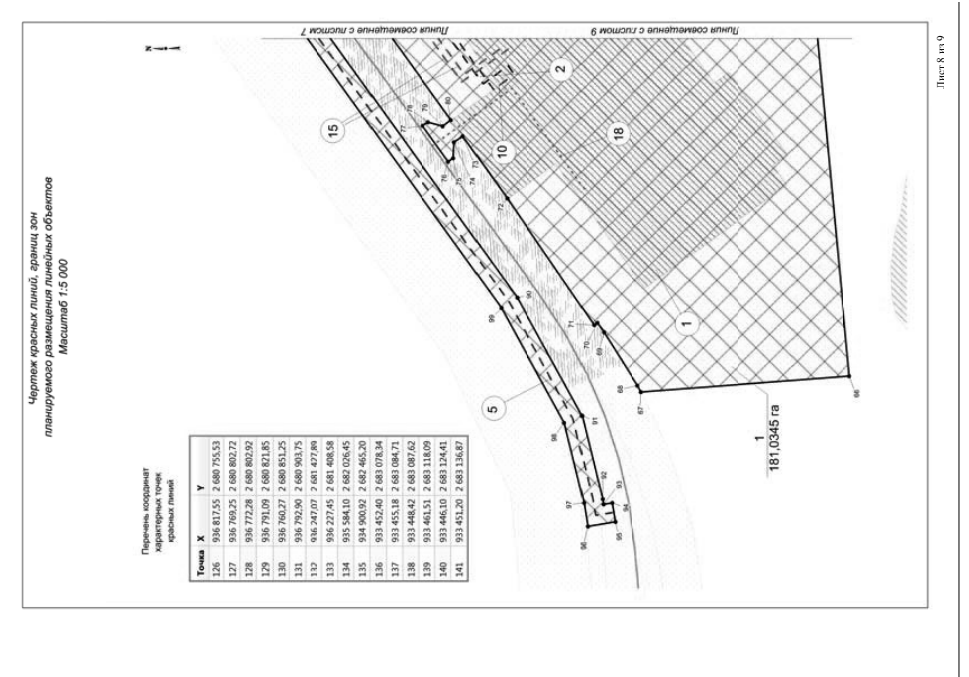 Чертеж красных линий, границ зон
планируемого размещения линейных объектов
Масштаб 1:5 000
Лист 8 из 9
Линия совмещения с листом 7
Линия совмещения с листом 9
N
Перечень координат
характерных точек
красных линий
Точка X Y
126 936 817,55 2 680 755,53
127 936 769,25 2 680 802,72
128 936 772,28 2 680 802,92
129 936 791,09 2 680 821,85
130 936 760,27 2 680 851,25
131 936 792,90 2 680 903,75
132 936 247,07 2 681 427,89
133 936 227,45 2 681 408,58
134 935 584,10 2 682 026,45
135 934 900,92 2 682 465,20
136 933 452,40 2 683 078,34
137 933 455,18 2 683 084,71
138 933 448,42 2 683 087,62
139 933 461,51 2 683 118,09
140 933 446,10 2 683 124,41
141 933 451,20 2 683 136,87
15
2
10
18
5
1
1
181,0345 га
80
79
78
77
76
75
74
73
72
71
70
69
68
67
66
99
90
98
91
97
92
93
94
95
96